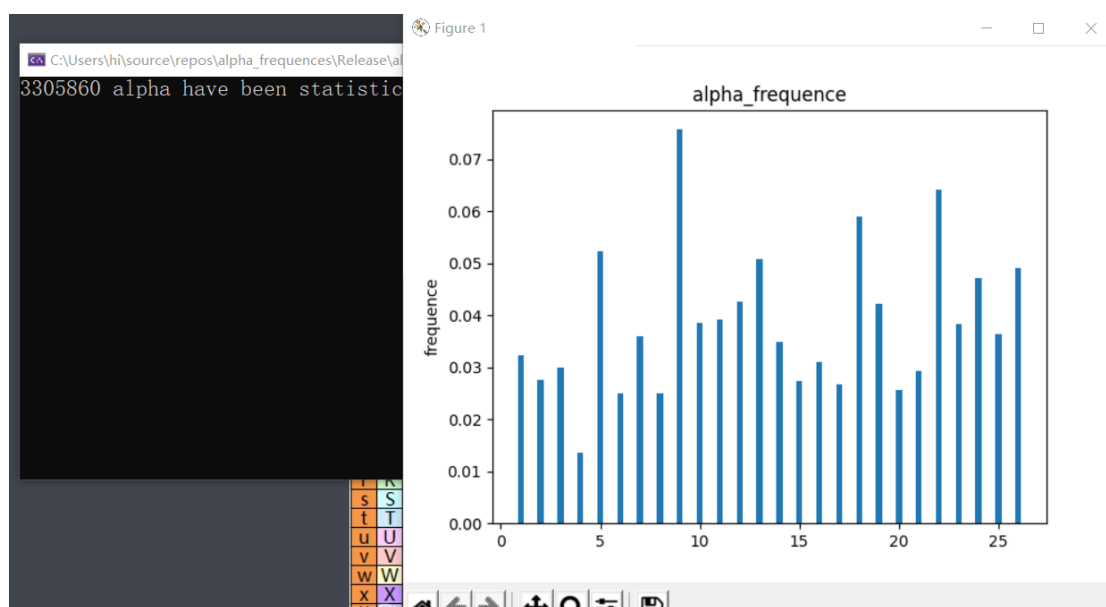 Figure 1
C:\Users\hi\source\repos\alpha_frequences\Release\al
3305860 alpha have been statistic
alpha_frequence
frequence
0.07
0.06
0.05
0.04
0.03
0.02
0.01
0.00
0 5 10 15 20 25
s S
t T
u U
v V
w W
x X